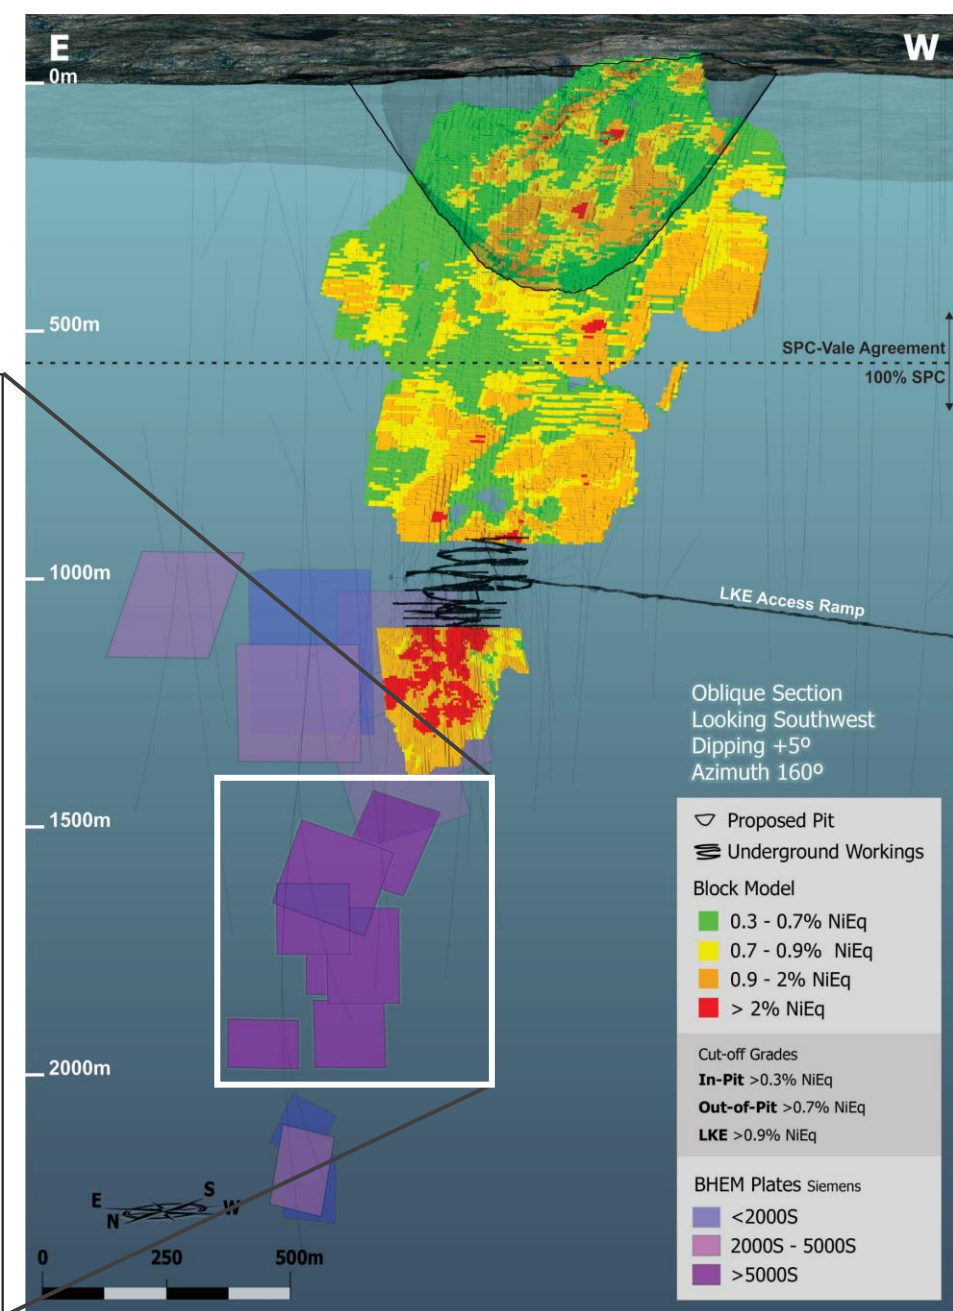 E
W
0m
500m
SPC-Vale Agreement
100% SPC
1000m
LKE Access Ramp
Oblique Section
Looking Southwest
Dipping +5º
Azimuth 160º
1500m
Proposed Pit
Underground Workings
Block Model
0.3 - 0.7% NiEq
0.7 - 0.9% NiEq
0.9 - 2% NiEq
> 2% NiEq
2000m
Cut-off Grades
In-Pit >0.3% NiEq
Out-of-Pit >0.7% NiEq
LKE >0.9% NiEq
BHEM Plates Siemens
<2000S
2000S - 5000S
>5000S
E
S
N
W
0
250
500m